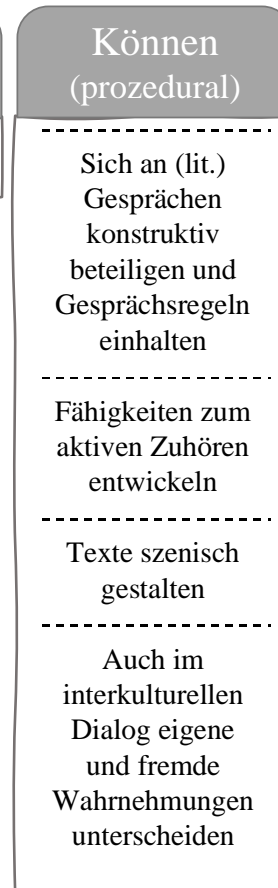 Können
(prozedural)
Sich an (lit.)
Gesprächen
konstruktiv
beteiligen und
Gesprächsregeln
einhalten
Fähigkeiten zum
aktiven Zuhören
entwickeln
Texte szenisch
gestalten
Auch im
interkulturellen
Dialog eigene
und fremde
Wahrnehmungen
unterscheiden